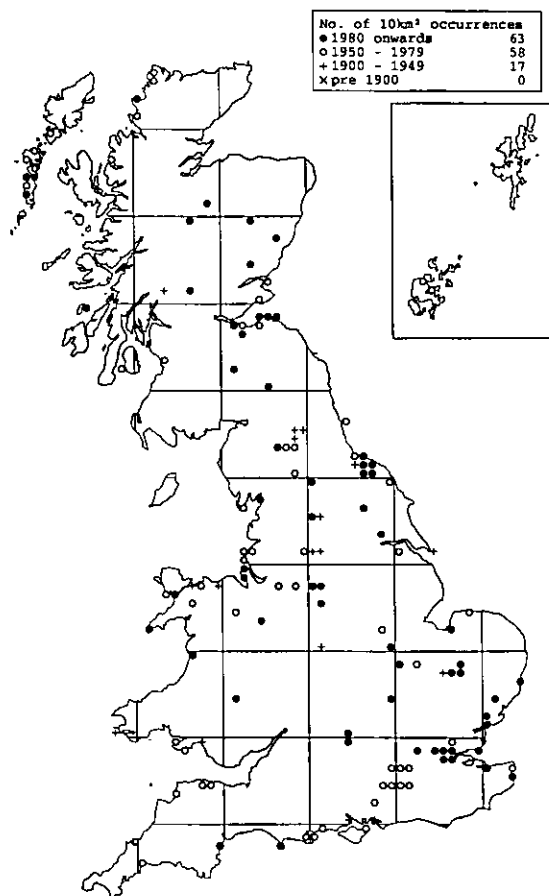 No. of 10km² occurrences
● 1980 onwards 63
○ 1950 - 1979 58
+ 1900 - 1949 17
× pre 1900 0